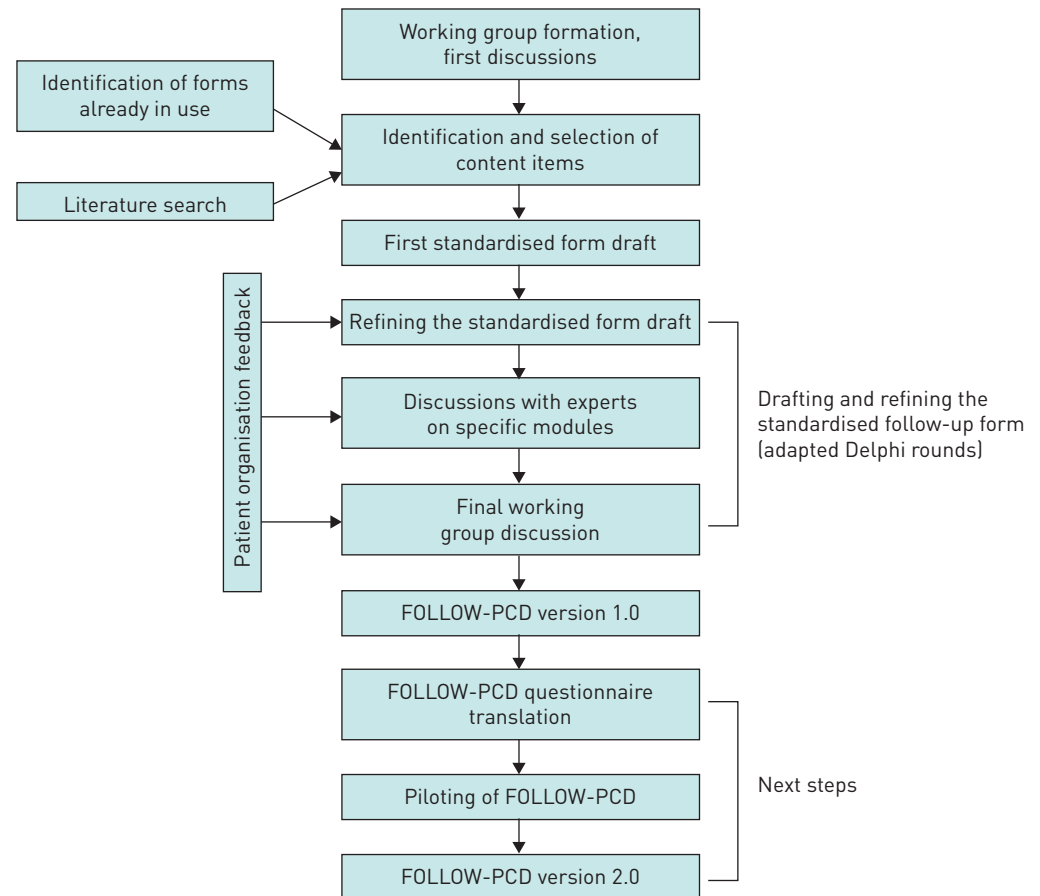 Working group formation,
first discussions
Identification of forms
already in use
Identification and selection of
content items
Literature search
First standardised form draft
Patient organisation feedback
Refining the standardised form draft
Discussions with experts
on specific modules
Drafting and refining the
standardised follow-up form
(adapted Delphi rounds)
Final working
group discussion
FOLLOW-PCD version 1.0
FOLLOW-PCD questionnaire
translation
Piloting of FOLLOW-PCD
Next steps
FOLLOW-PCD version 2.0